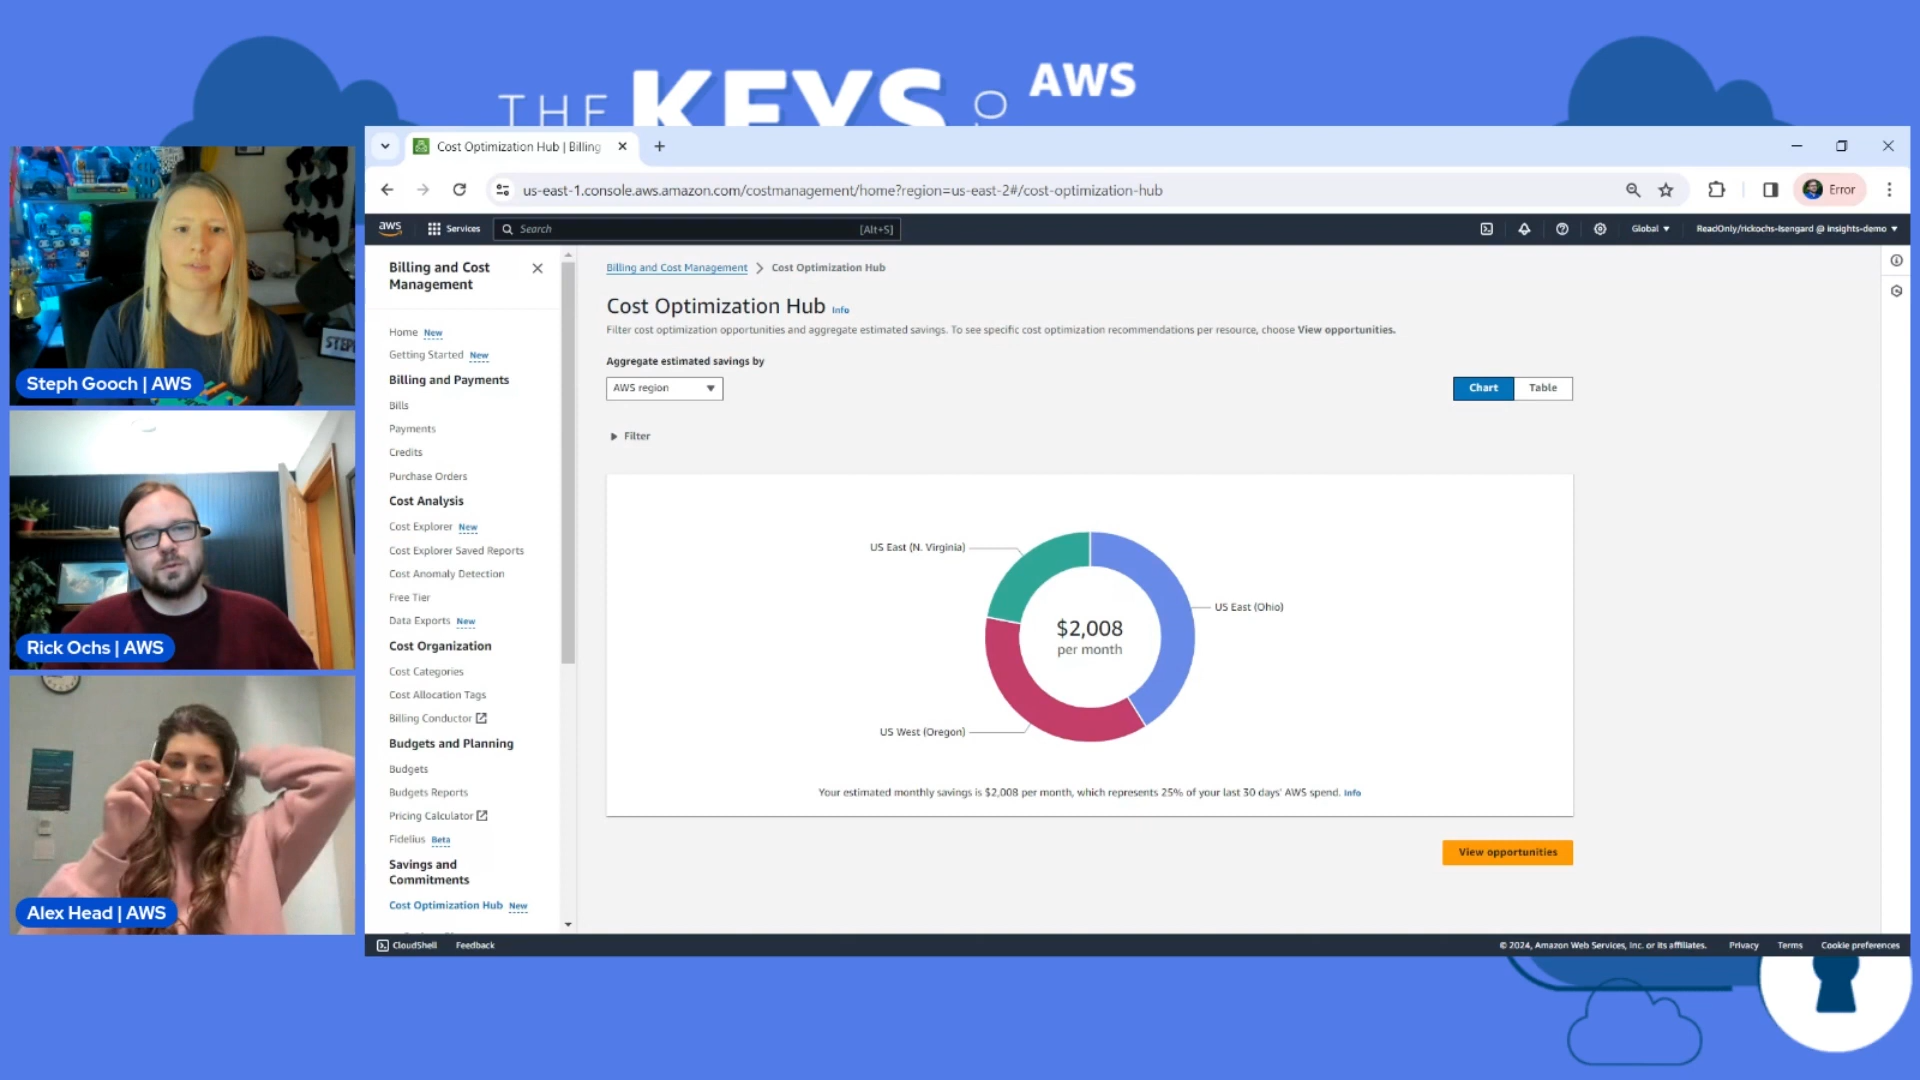 THE KEYS TO AWS
Steph Gooch | AWS
Rick Ochs | AWS
Alex Head | AWS
Cost Optimization Hub | Billing
us-east-1.console.aws.amazon.com/costmanagement/home?region=us-east-2#/cost-optimization-hub
Error
aws
Services
Search
[Alt+S]
Global
ReadOnly/rickochs-Isengard @ insights-demo
Billing and Cost
Management
Home New
Getting Started New
Billing and Payments
Bills
Payments
Credits
Purchase Orders
Cost Analysis
Cost Explorer New
Cost Explorer Saved Reports
Cost Anomaly Detection
Free Tier
Data Exports New
Cost Organization
Cost Categories
Cost Allocation Tags
Billing Conductor
Budgets and Planning
Budgets
Budgets Reports
Pricing Calculator
Fidelius Beta
Savings and
Commitments
Cost Optimization Hub New
Billing and Cost Management > Cost Optimization Hub
Cost Optimization Hub Info
Filter cost optimization opportunities and aggregate estimated savings. To see specific cost optimization recommendations per resource, choose View opportunities.
Aggregate estimated savings by
AWS region
Chart
Table
Filter
US East (N. Virginia)
US East (Ohio)
$2,008
per month
US West (Oregon)
Your estimated monthly savings is $2,008 per month, which represents 25% of your last 30 days' AWS spend. Info
View opportunities
CloudShell
Feedback
© 2024, Amazon Web Services, Inc. or its affiliates.
Privacy
Terms
Cookie preferences